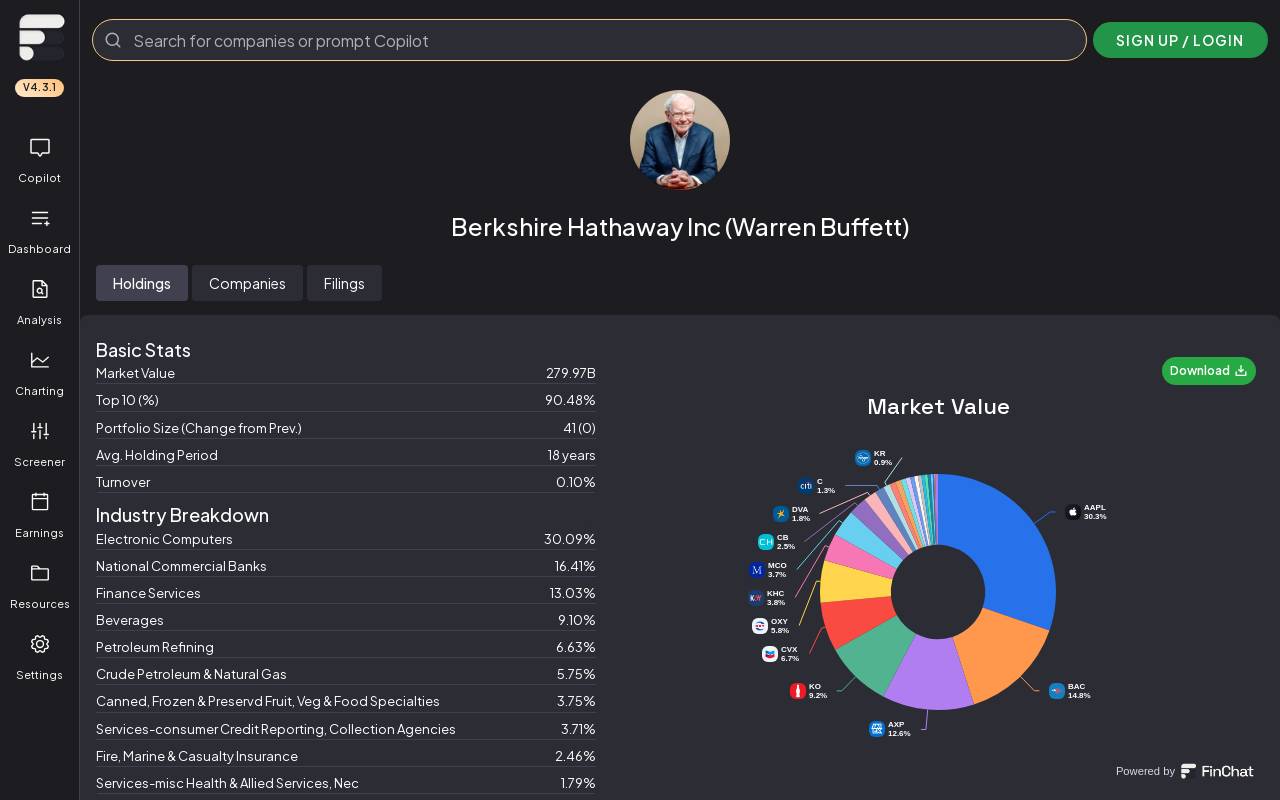 Search for companies or prompt Copilot
SIGN UP / LOGIN
V4.3.1
Copilot
Dashboard
Analysis
Charting
Screener
Earnings
Resources
Settings
Berkshire Hathaway Inc (Warren Buffett)
Holdings
Companies
Filings
Basic Stats
Market Value 279.97B
Top 10 (%) 90.48%
Portfolio Size (Change from Prev.) 41 (0)
Avg. Holding Period 18 years
Turnover 0.10%
Industry Breakdown
Electronic Computers 30.09%
National Commercial Banks 16.41%
Finance Services 13.03%
Beverages 9.10%
Petroleum Refining 6.63%
Crude Petroleum & Natural Gas 5.75%
Canned, Frozen & Preservd Fruit, Veg & Food Specialties 3.75%
Services-consumer Credit Reporting, Collection Agencies 3.71%
Fire, Marine & Casualty Insurance 2.46%
Services-misc Health & Allied Services, Nec 1.79%
Download
Market Value
KR
0.9%
citi
C
1.3%
DVA
1.8%
CB
2.5%
M
MCO
3.7%
KHC
3.8%
OXY
5.8%
CVX
6.7%
KO
9.2%
AXP
12.6%
BAC
14.8%
AAPL
30.3%
Powered by FinChat